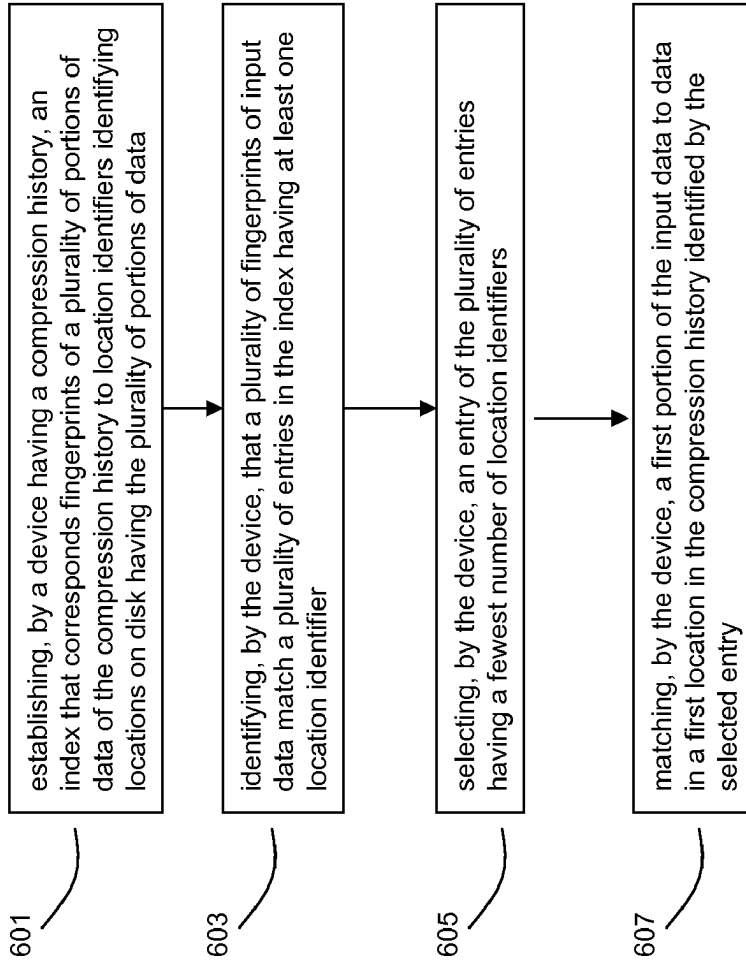 601
establishing, by a device having a compression history, an
index that corresponds fingerprints of a plurality of portions of
data of the compression history to location identifiers identifying
locations on disk having the plurality of portions of data
603
identifying, by the device, that a plurality of fingerprints of input
data match a plurality of entries in the index having at least one
location identifier
605
selecting, by the device, an entry of the plurality of entries
having a fewest number of location identifiers
607
matching, by the device, a first portion of the input data to data
in a first location in the compression history identified by the
selected entry